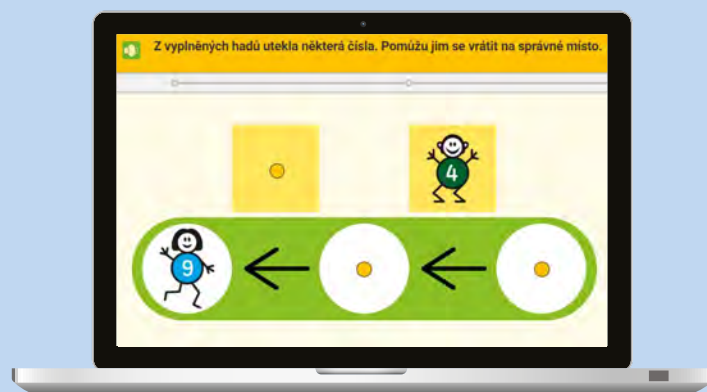 Z vyplněných hadů utekla některá čísla. Pomůžu jim se vrátit na správné místo.
4
9